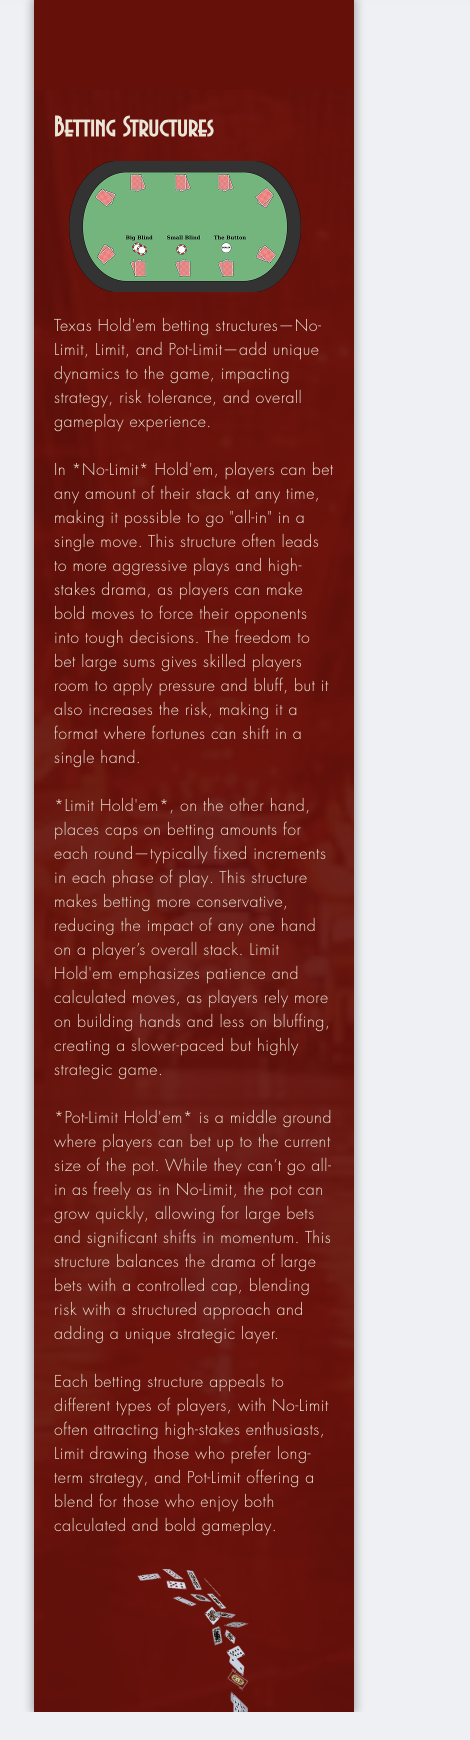 Betting Structures
Big Blind Small Blind The Button
Texas Hold'em betting structures—No-
Limit, Limit, and Pot-Limit—add unique
dynamics to the game, impacting
strategy, risk tolerance, and overall
gameplay experience.
In *No-Limit* Hold'em, players can bet
any amount of their stack at any time,
making it possible to go "all-in" in a
single move. This structure often leads
to more aggressive plays and high-
stakes drama, as players can make
bold moves to force their opponents
into tough decisions. The freedom to
bet large sums gives skilled players
room to apply pressure and bluff, but it
also increases the risk, making it a
format where fortunes can shift in a
single hand.
*Limit Hold'em*, on the other hand,
places caps on betting amounts for
each round—typically fixed increments
in each phase of play. This structure
makes betting more conservative,
reducing the impact of any one hand
on a player’s overall stack. Limit
Hold'em emphasizes patience and
calculated moves, as players rely more
on building hands and less on bluffing,
creating a slower-paced but highly
strategic game.
*Pot-Limit Hold'em* is a middle ground
where players can bet up to the current
size of the pot. While they can’t go all-
in as freely as in No-Limit, the pot can
grow quickly, allowing for large bets
and significant shifts in momentum. This
structure balances the drama of large
bets with a controlled cap, blending
risk with a structured approach and
adding a unique strategic layer.
Each betting structure appeals to
different types of players, with No-Limit
often attracting high-stakes enthusiasts,
Limit drawing those who prefer long-
term strategy, and Pot-Limit offering a
blend for those who enjoy both
calculated and bold gameplay.